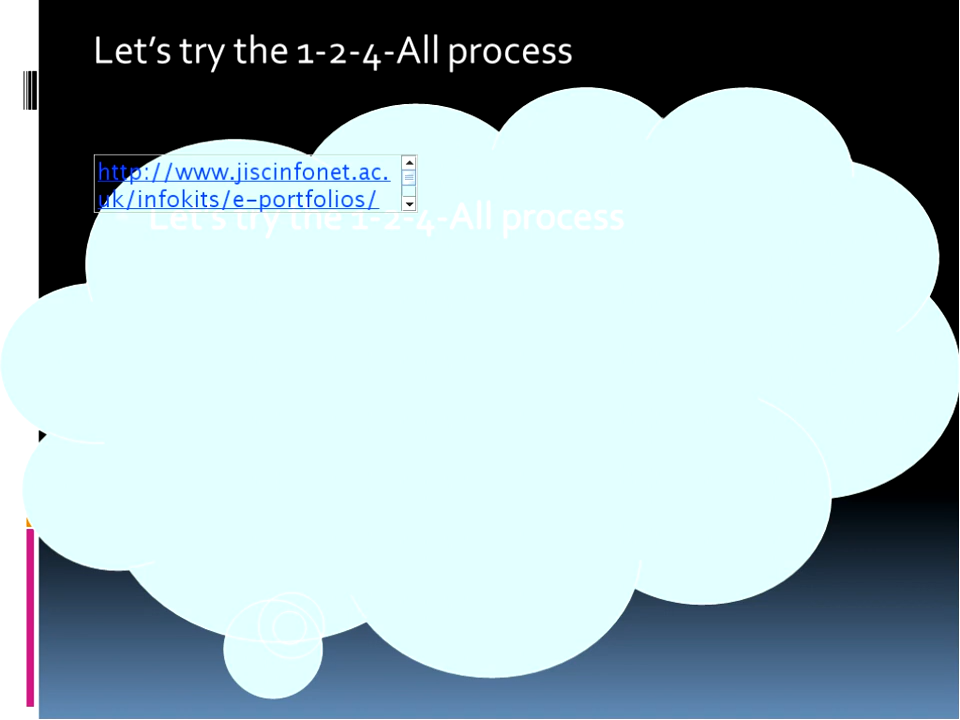 Let's try the 1-2-4-All process
http://www.jiscinfonet.ac.
uk/infokits/e-portfolios/
Let's try the 1-2-4-All process